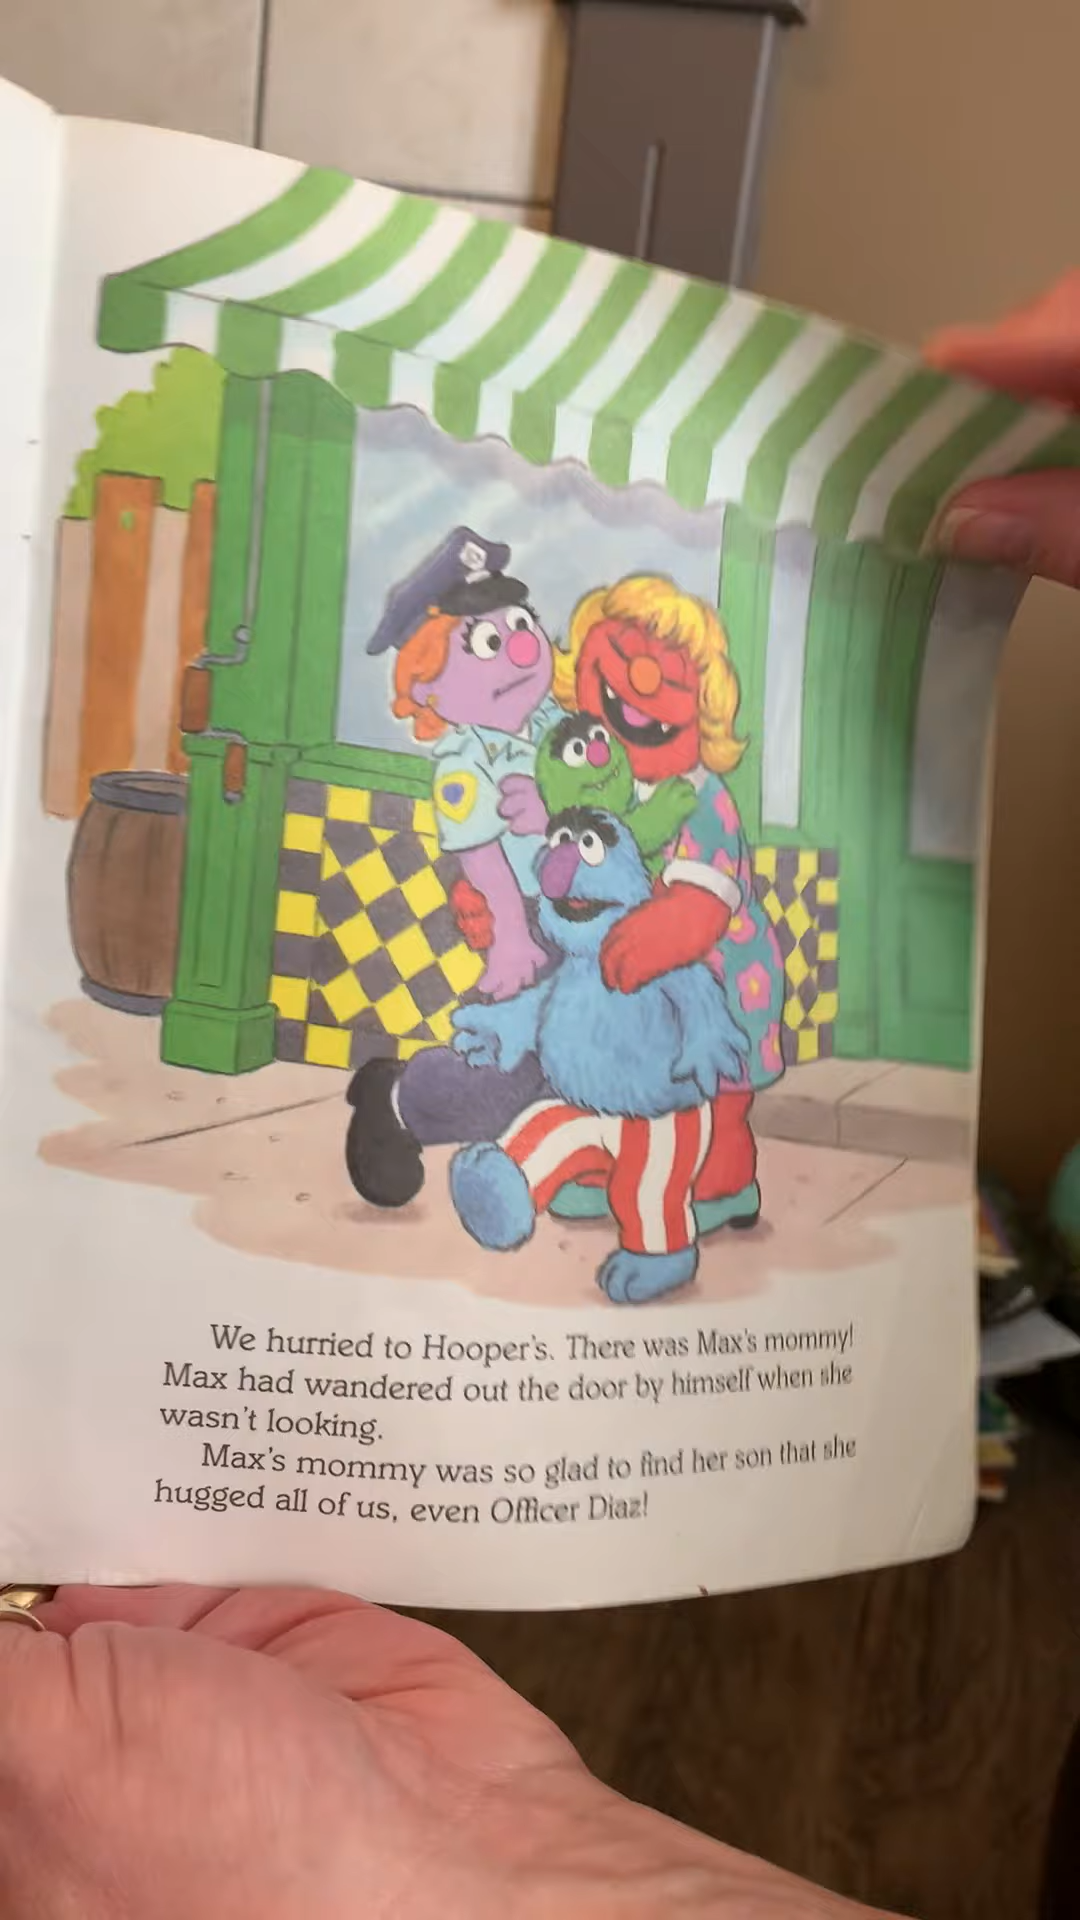 We hurried to Hooper's. There was Max's mommy!
Max had wandered out the door by himself when she
wasn't looking.
Max's mommy was so glad to find her son that she
hugged all of us, even Officer Diaz!